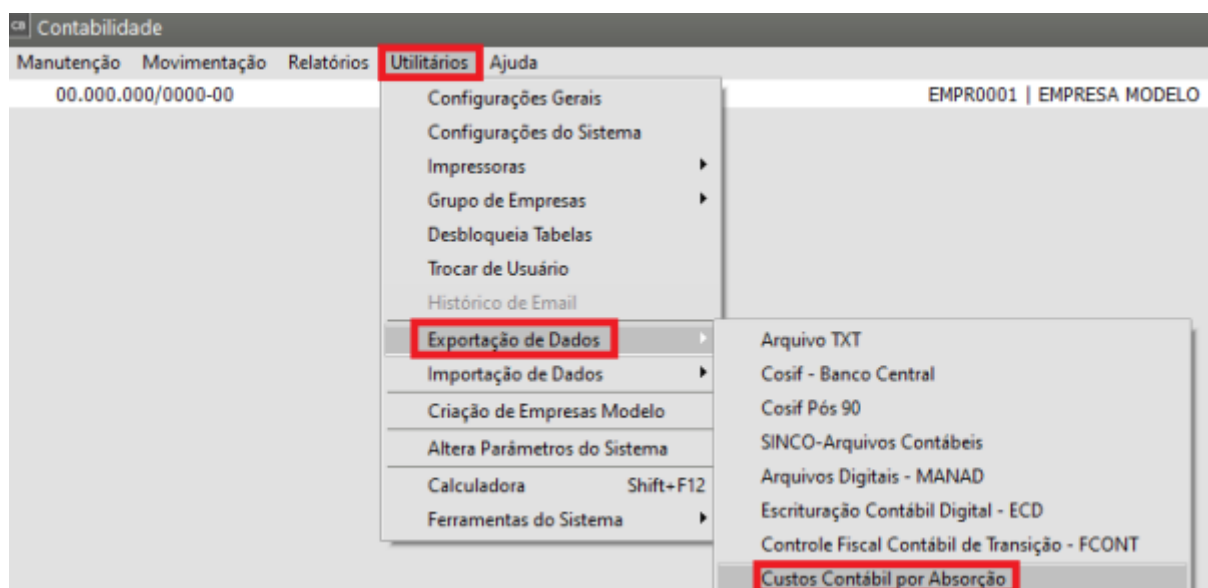 CB Contabilidade
Manutenção Movimentação Relatórios Utilitários Ajuda
00.000.000/0000-00 EMPR0001 | EMPRESA MODELO
Configurações Gerais
Configurações do Sistema
Impressoras
Grupo de Empresas
Desbloqueia Tabelas
Trocar de Usuário
Histórico de Email
Exportação de Dados
Importação de Dados
Criação de Empresas Modelo
Altera Parâmetros do Sistema
Calculadora Shift+F12
Ferramentas do Sistema
Arquivo TXT
Cosif - Banco Central
Cosif Pós 90
SINCO-Arquivos Contábeis
Arquivos Digitais - MANAD
Escrituração Contábil Digital - ECD
Controle Fiscal Contábil de Transição - FCONT
Custos Contábil por Absorção